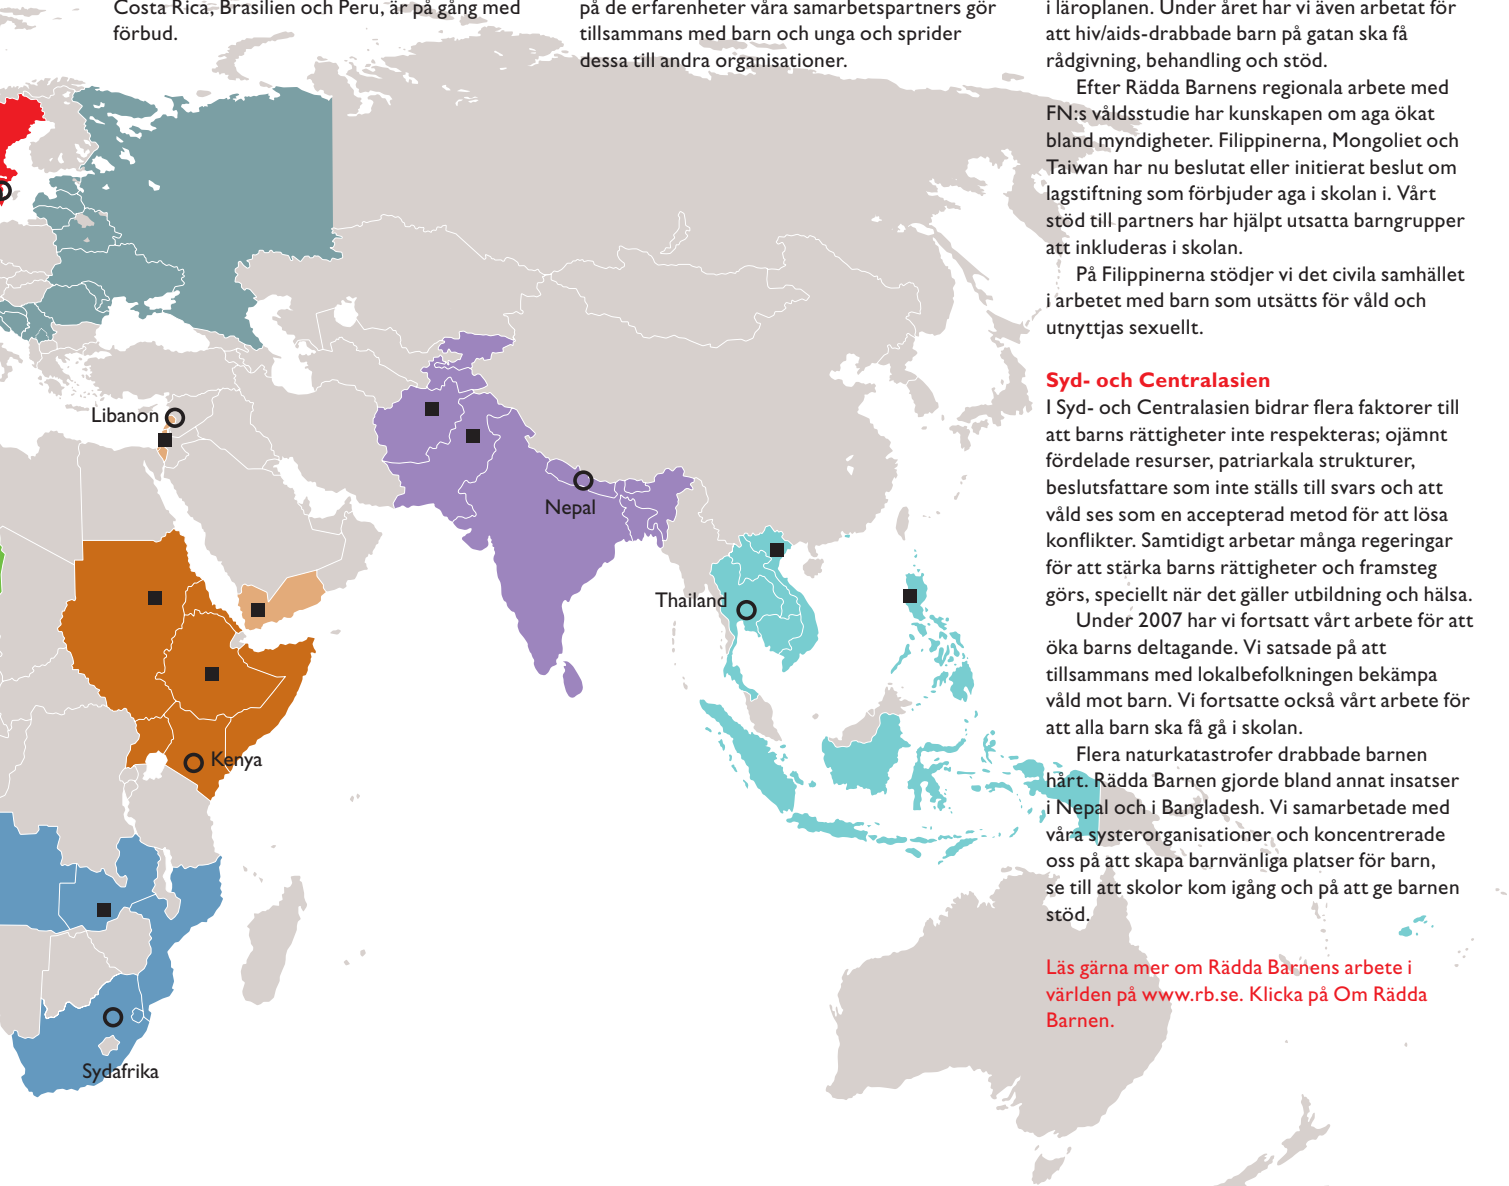 Costa Rica, Brasilien och Peru, är på gång med
förbud.
på de erfarenheter våra samarbetspartners gör
tillsammans med barn och unga och sprider
dessa till andra organisationer.
i läroplanen. Under året har vi även arbetat för
att hiv/aids-drabbade barn på gatan ska få
rådgivning, behandling och stöd.
Efter Rädda Barnens regionala arbete med
FN:s våldsstudie har kunskapen om aga ökat
bland myndigheter. Filippinerna, Mongoliet och
Taiwan har nu beslutat eller initierat beslut om
lagstiftning som förbjuder aga i skolan i. Vårt
stöd till partners har hjälpt utsatta barngrupper
att inkluderas i skolan.
På Filippinerna stödjer vi det civila samhället
i arbetet med barn som utsätts för våld och
utnyttjas sexuellt.
Syd- och Centralasien
I Syd- och Centralasien bidrar flera faktorer till
att barns rättigheter inte respekteras; ojämnt
fördelade resurser, patriarkala strukturer,
beslutsfattare som inte ställs till svars och att
våld ses som en accepterad metod för att lösa
konflikter. Samtidigt arbetar många regeringar
för att stärka barns rättigheter och framsteg
görs, speciellt när det gäller utbildning och hälsa.
Under 2007 har vi fortsatt vårt arbete för att
öka barns deltagande. Vi satsade på att
tillsammans med lokalbefolkningen bekämpa
våld mot barn. Vi fortsatte också vårt arbete för
att alla barn ska få gå i skolan.
Flera naturkatastrofer drabbade barnen
hårt. Rädda Barnen gjorde bland annat insatser
i Nepal och i Bangladesh. Vi samarbetade med
våra systerorganisationer och koncentrerade
oss på att skapa barnvänliga platser för barn,
se till att skolor kom igång och på att ge barnen
stöd.
Läs gärna mer om Rädda Barnens arbete i
världen på www.rb.se. Klicka på Om Rädda
Barnen.
Libanon
Nepal
Thailand
Kenya
Sydafrika